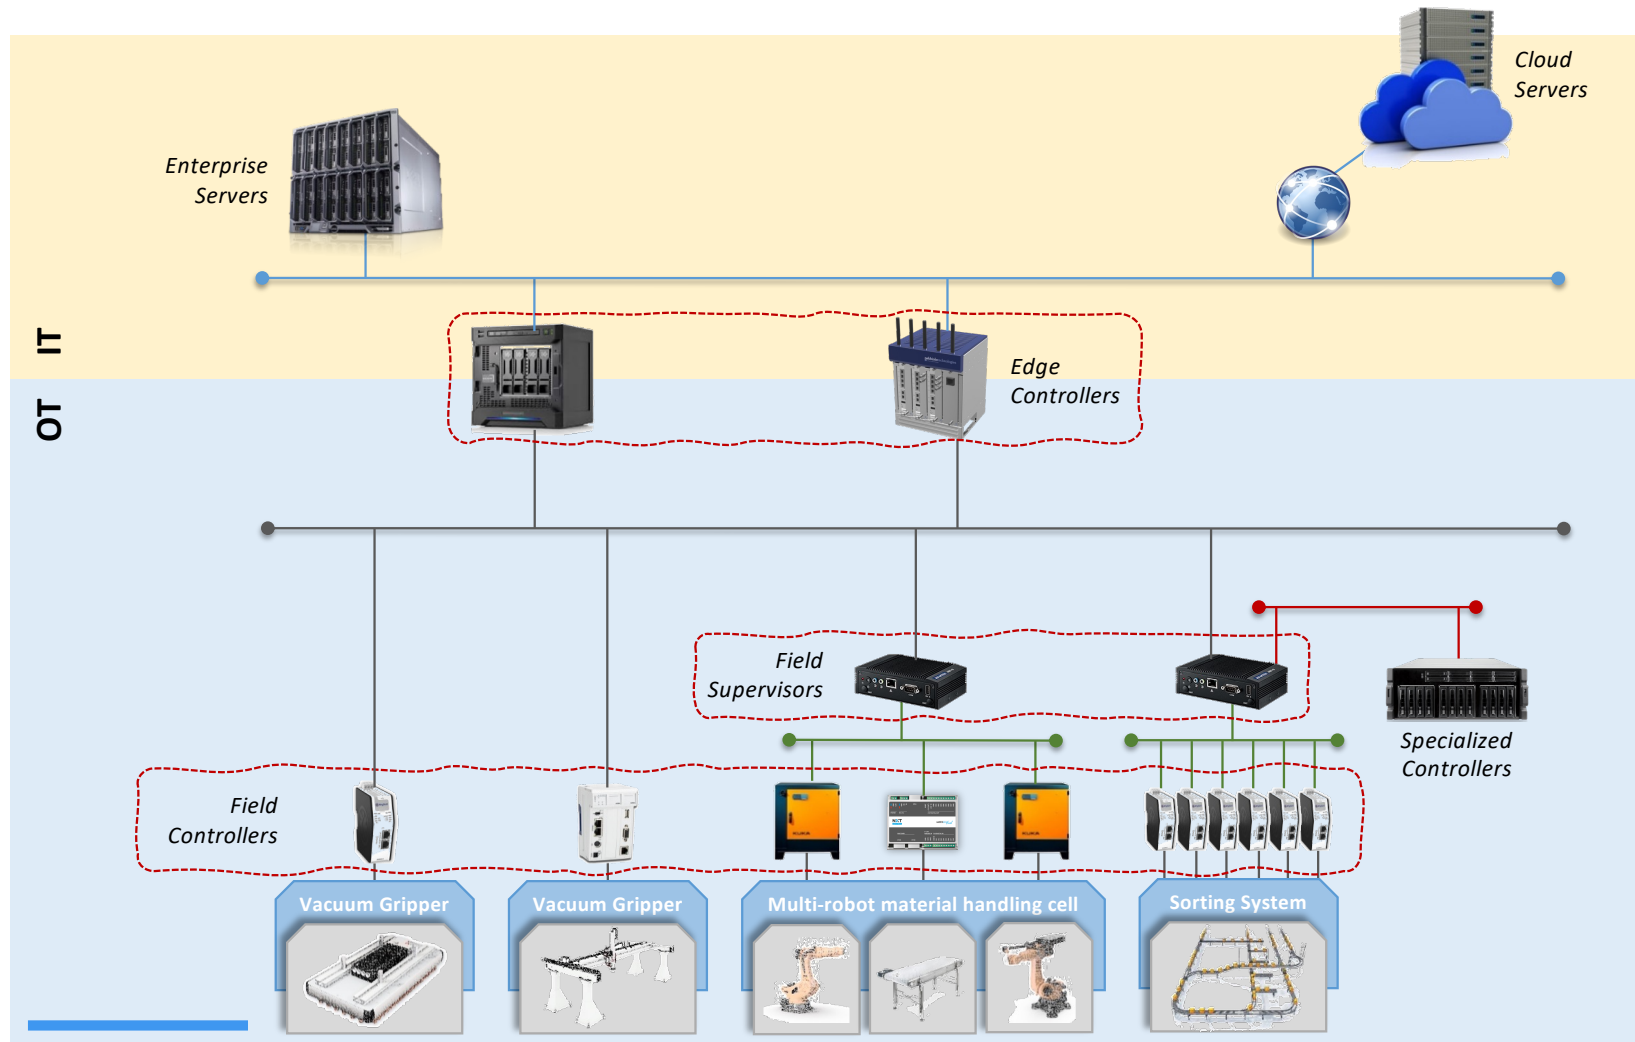 Cloud
Servers
Enterprise
Servers
IT
Edge
Controllers
OT
Field
Supervisors
Specialized
Controllers
Field
Controllers
NXT
Vacuum Gripper
Vacuum Gripper
Multi-robot material handling cell
Sorting System